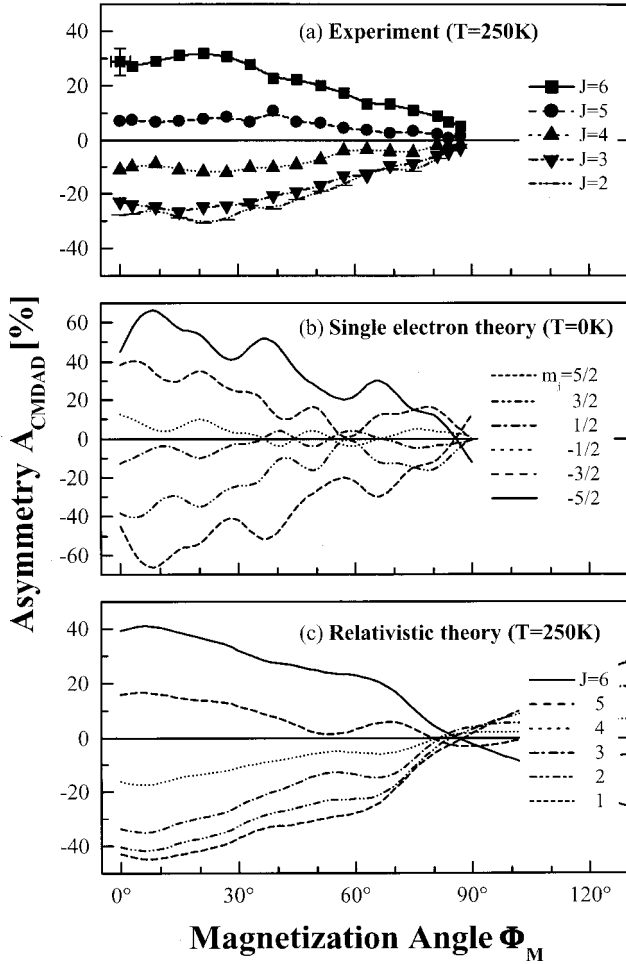 Asymmetry A_CMDAD [%]
(a) Experiment (T=250K)
40
20
0
-20
-40
J=6
J=5
J=4
J=3
J=2
(b) Single electron theory (T=0K)
60
40
20
0
-20
-40
-60
m_j=5/2
3/2
1/2
-1/2
-3/2
-5/2
(c) Relativistic theory (T=250K)
40
20
0
-20
-40
J=6
5
4
3
2
1
0° 30° 60° 90° 120°
Magnetization Angle Φ_M